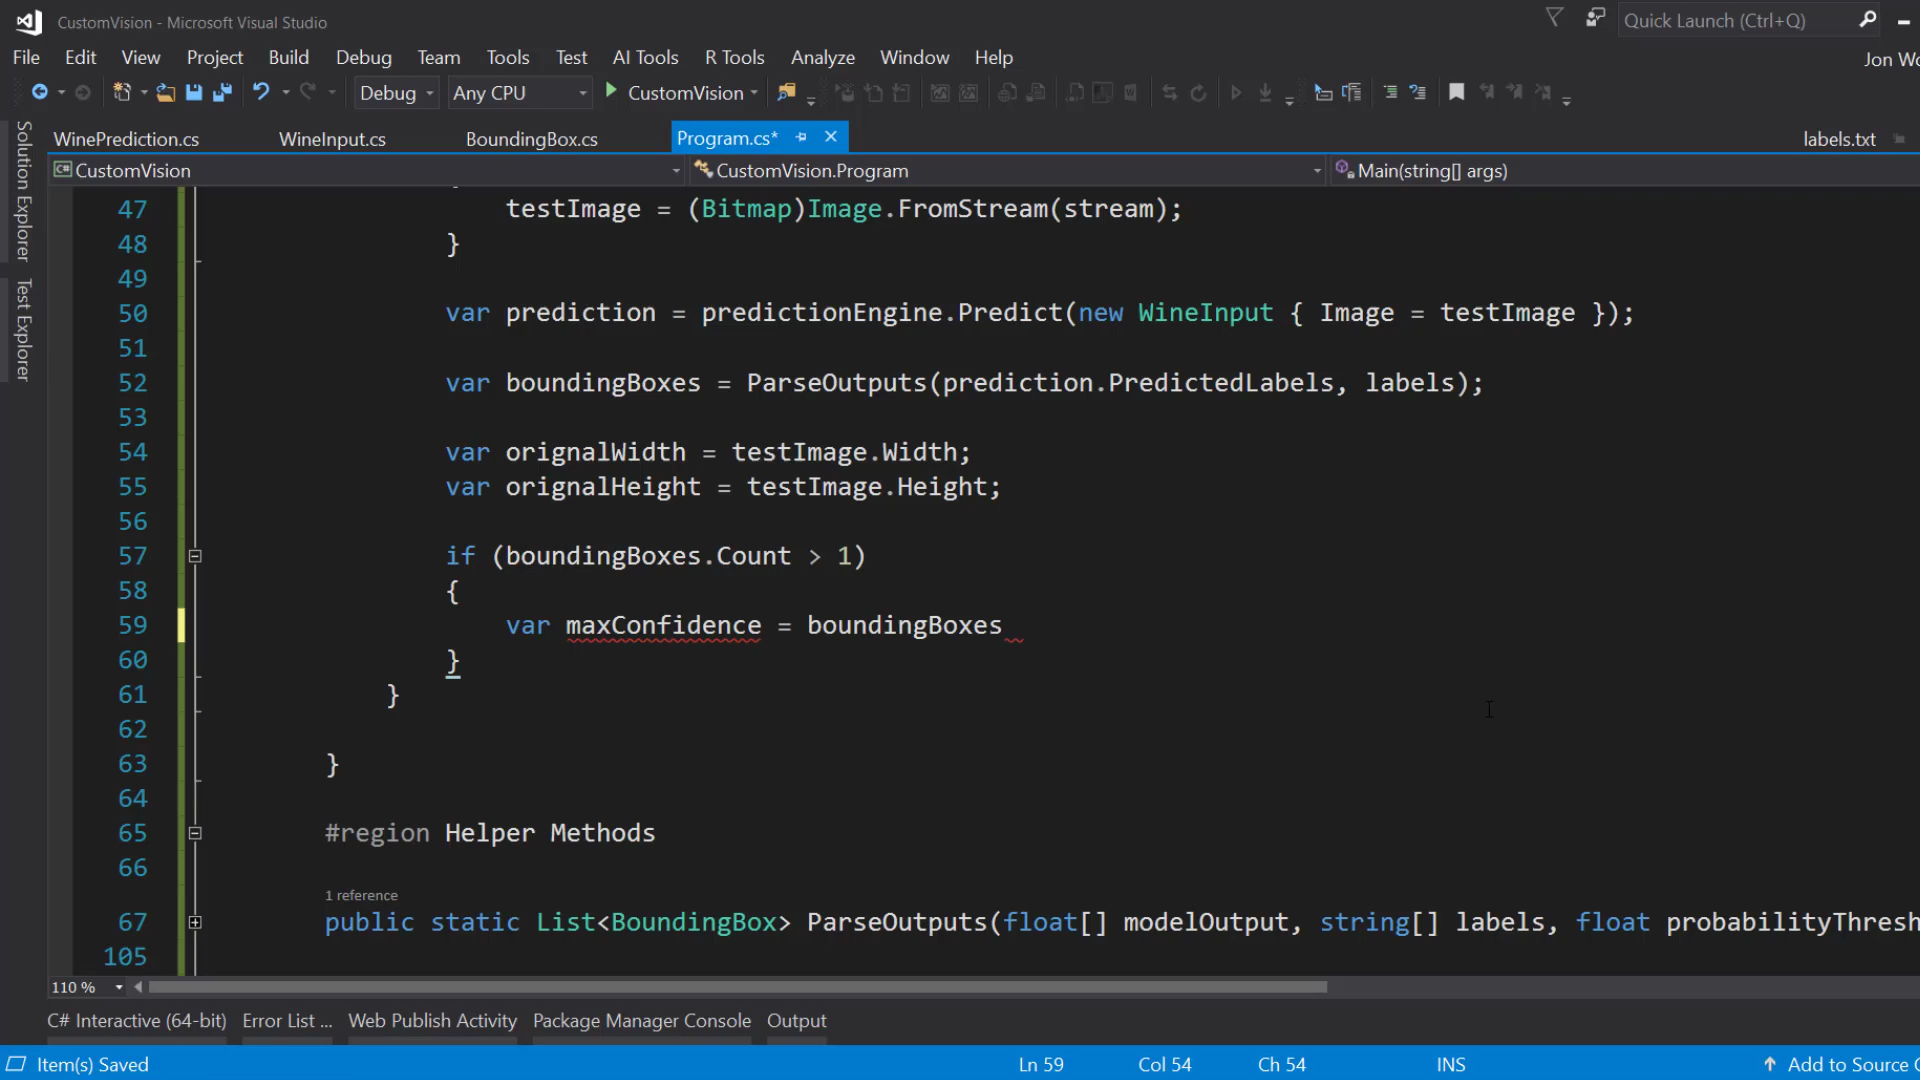 CustomVision - Microsoft Visual Studio
Quick Launch (Ctrl+Q)
File Edit View Project Build Debug Team Tools Test AI Tools R Tools Analyze Window Help
Jon Wo
Debug Any CPU CustomVision
Solution Explorer
Test Explorer
WinePrediction.cs WineInput.cs BoundingBox.cs Program.cs* labels.txt
CustomVision CustomVision.Program Main(string[] args)
47 testImage = (Bitmap)Image.FromStream(stream);
48 }
49
50 var prediction = predictionEngine.Predict(new WineInput { Image = testImage });
51
52 var boundingBoxes = ParseOutputs(prediction.PredictedLabels, labels);
53
54 var orignalWidth = testImage.Width;
55 var orignalHeight = testImage.Height;
56
57 if (boundingBoxes.Count > 1)
58 {
59 var maxConfidence = boundingBoxes
60 }
61 }
62
63 }
64
65 #region Helper Methods
66
1 reference
67 public static List<BoundingBox> ParseOutputs(float[] modelOutput, string[] labels, float probabilityThresh
105
110 %
C# Interactive (64-bit) Error List ... Web Publish Activity Package Manager Console Output
Item(s) Saved Ln 59 Col 54 Ch 54 INS Add to Source C